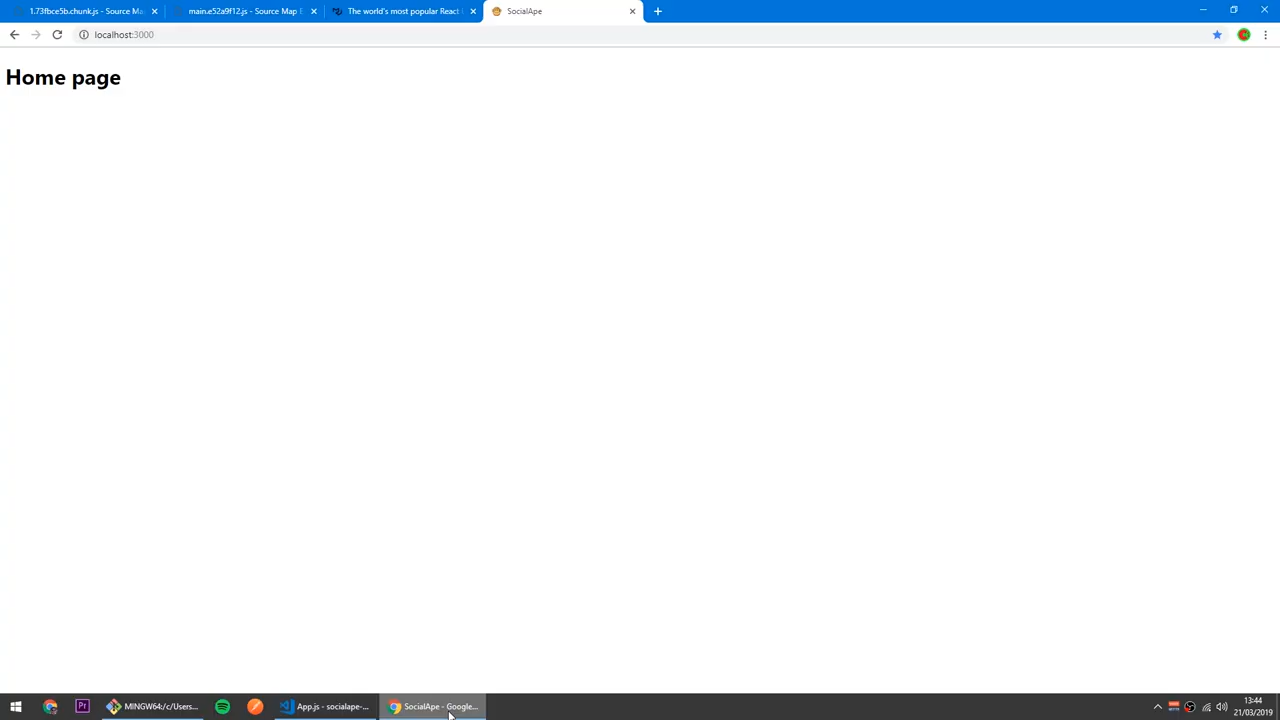 1.73fbce5b.chunk.js - Source Ma
main.e52a9f12.js - Source Map E
The world's most popular React
SocialApe
localhost:3000
Home page
Pr
MINGW64:/c/Users...
App.js - socialape-...
SocialApe - Google...
13:44
21/03/2019